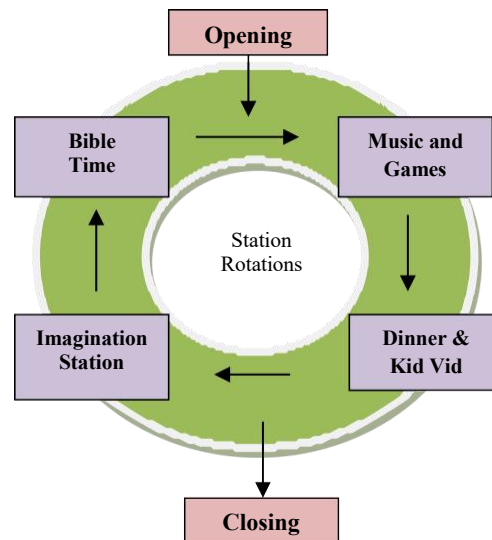 Opening
Bible
Time
Music and
Games
Station
Rotations
Imagination
Station
Dinner &
Kid Vid
Closing